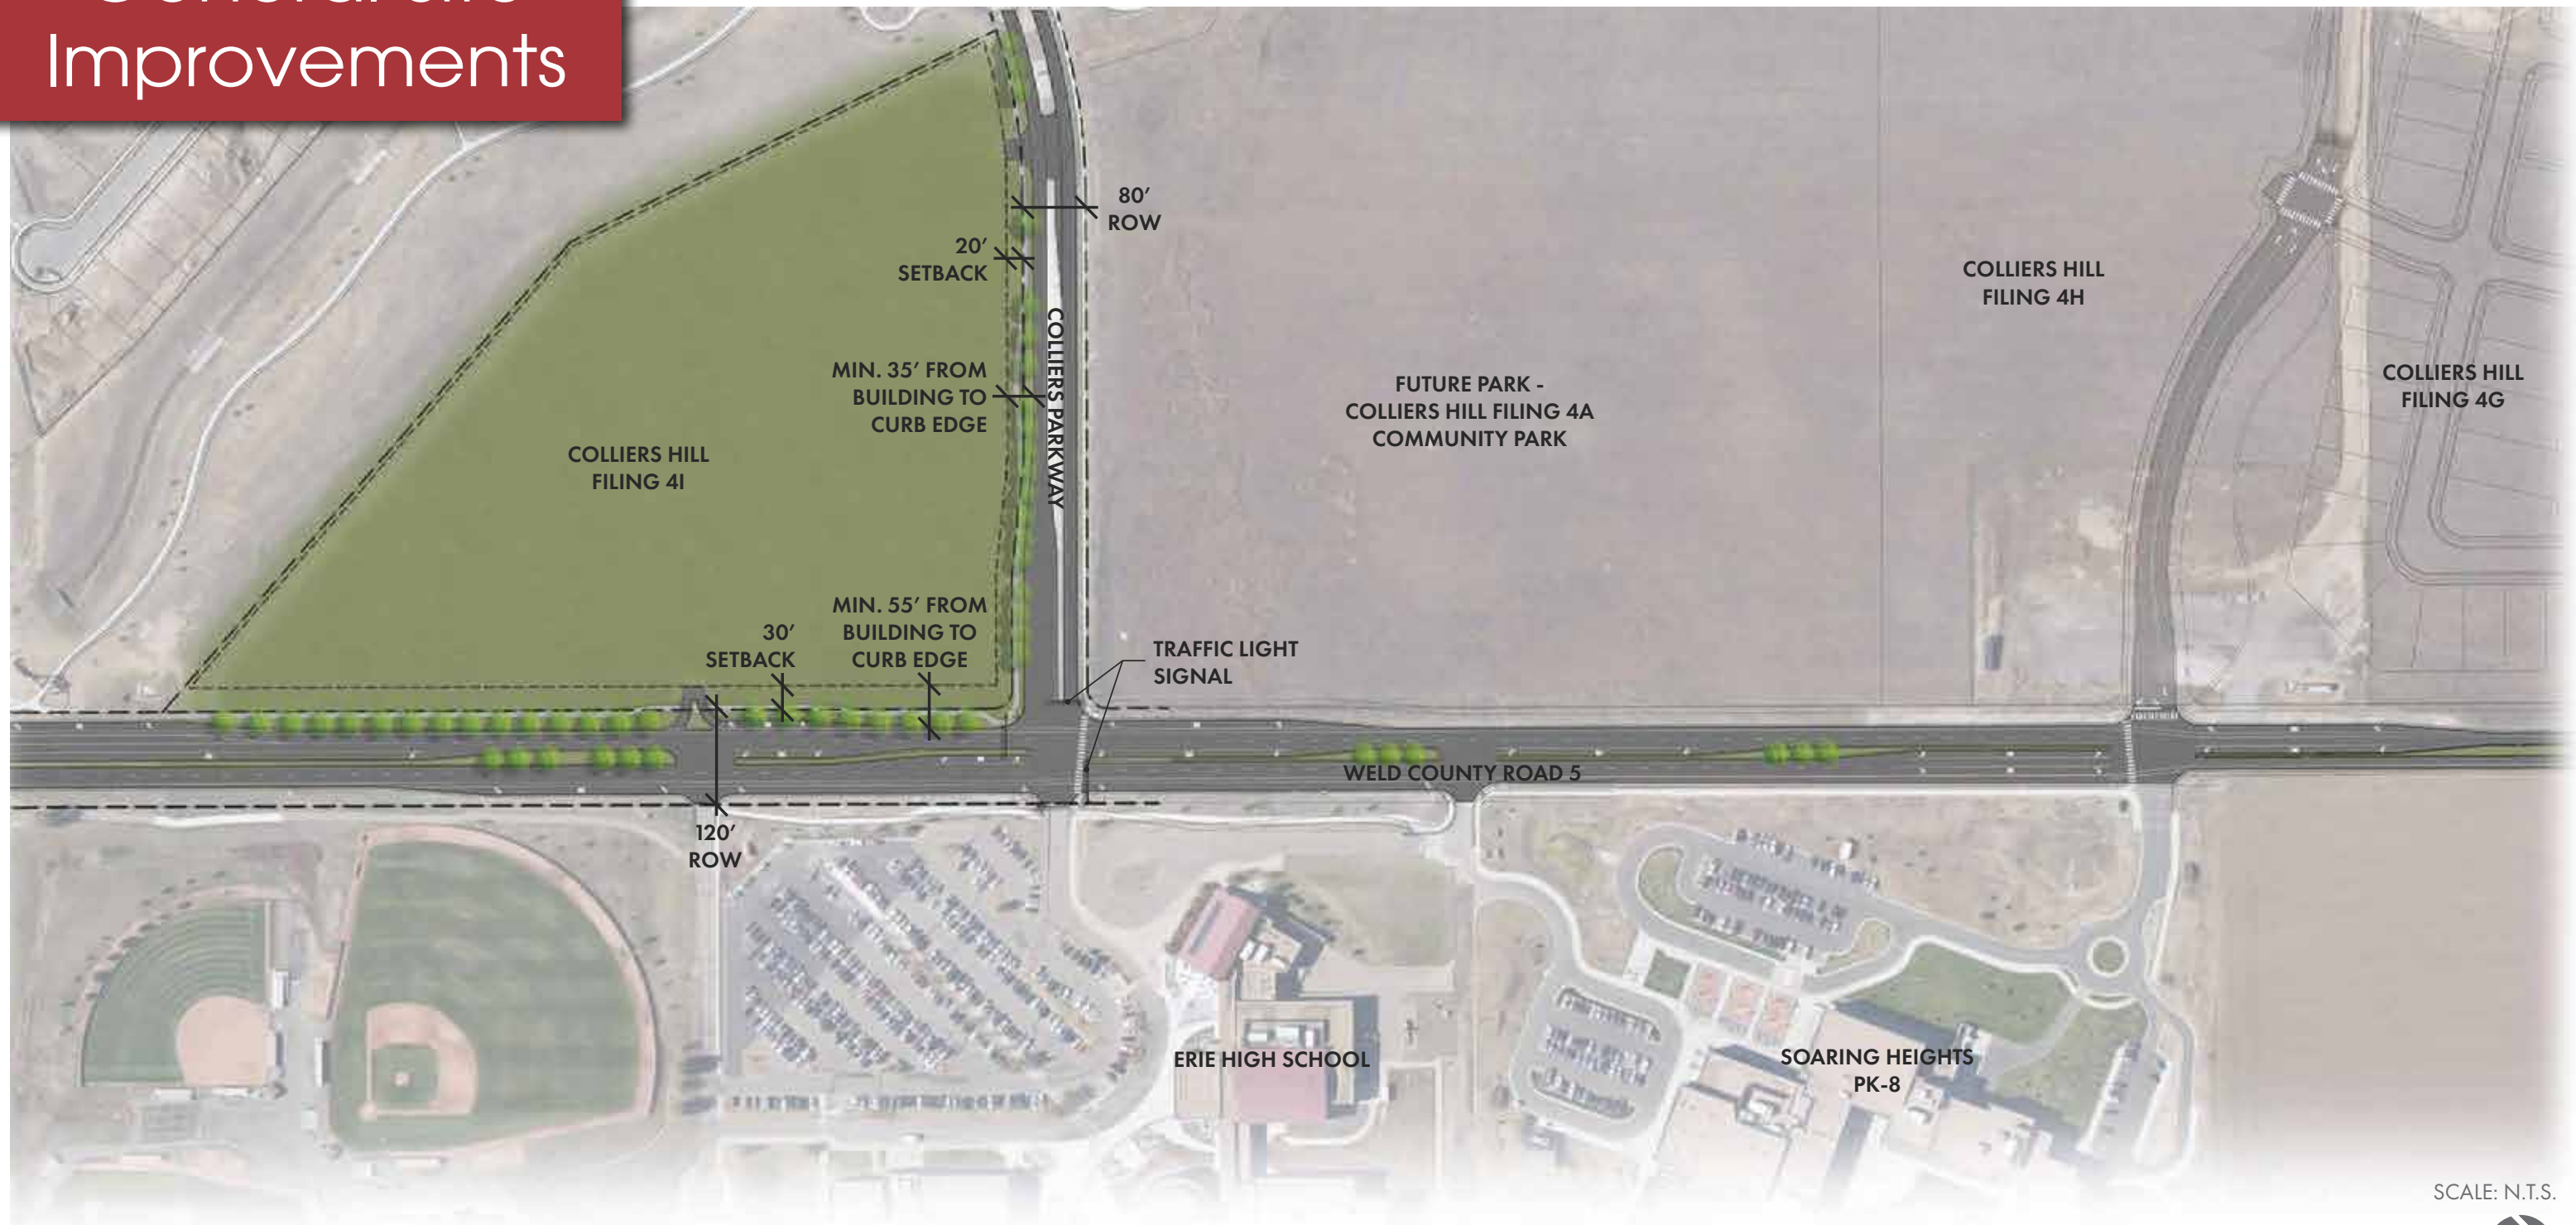 Improvements
80′
ROW
20′
SETBACK
COLLIERS PARKWAY
MIN. 35′ FROM
BUILDING TO
CURB EDGE
COLLIERS HILL
FILING 4I
MIN. 55′ FROM
BUILDING TO
CURB EDGE
30′
SETBACK
TRAFFIC LIGHT
SIGNAL
FUTURE PARK -
COLLIERS HILL FILING 4A
COMMUNITY PARK
COLLIERS HILL
FILING 4H
COLLIERS HILL
FILING 4G
WELD COUNTY ROAD 5
120′
ROW
ERIE HIGH SCHOOL
SOARING HEIGHTS
PK-8
SCALE: N.T.S.